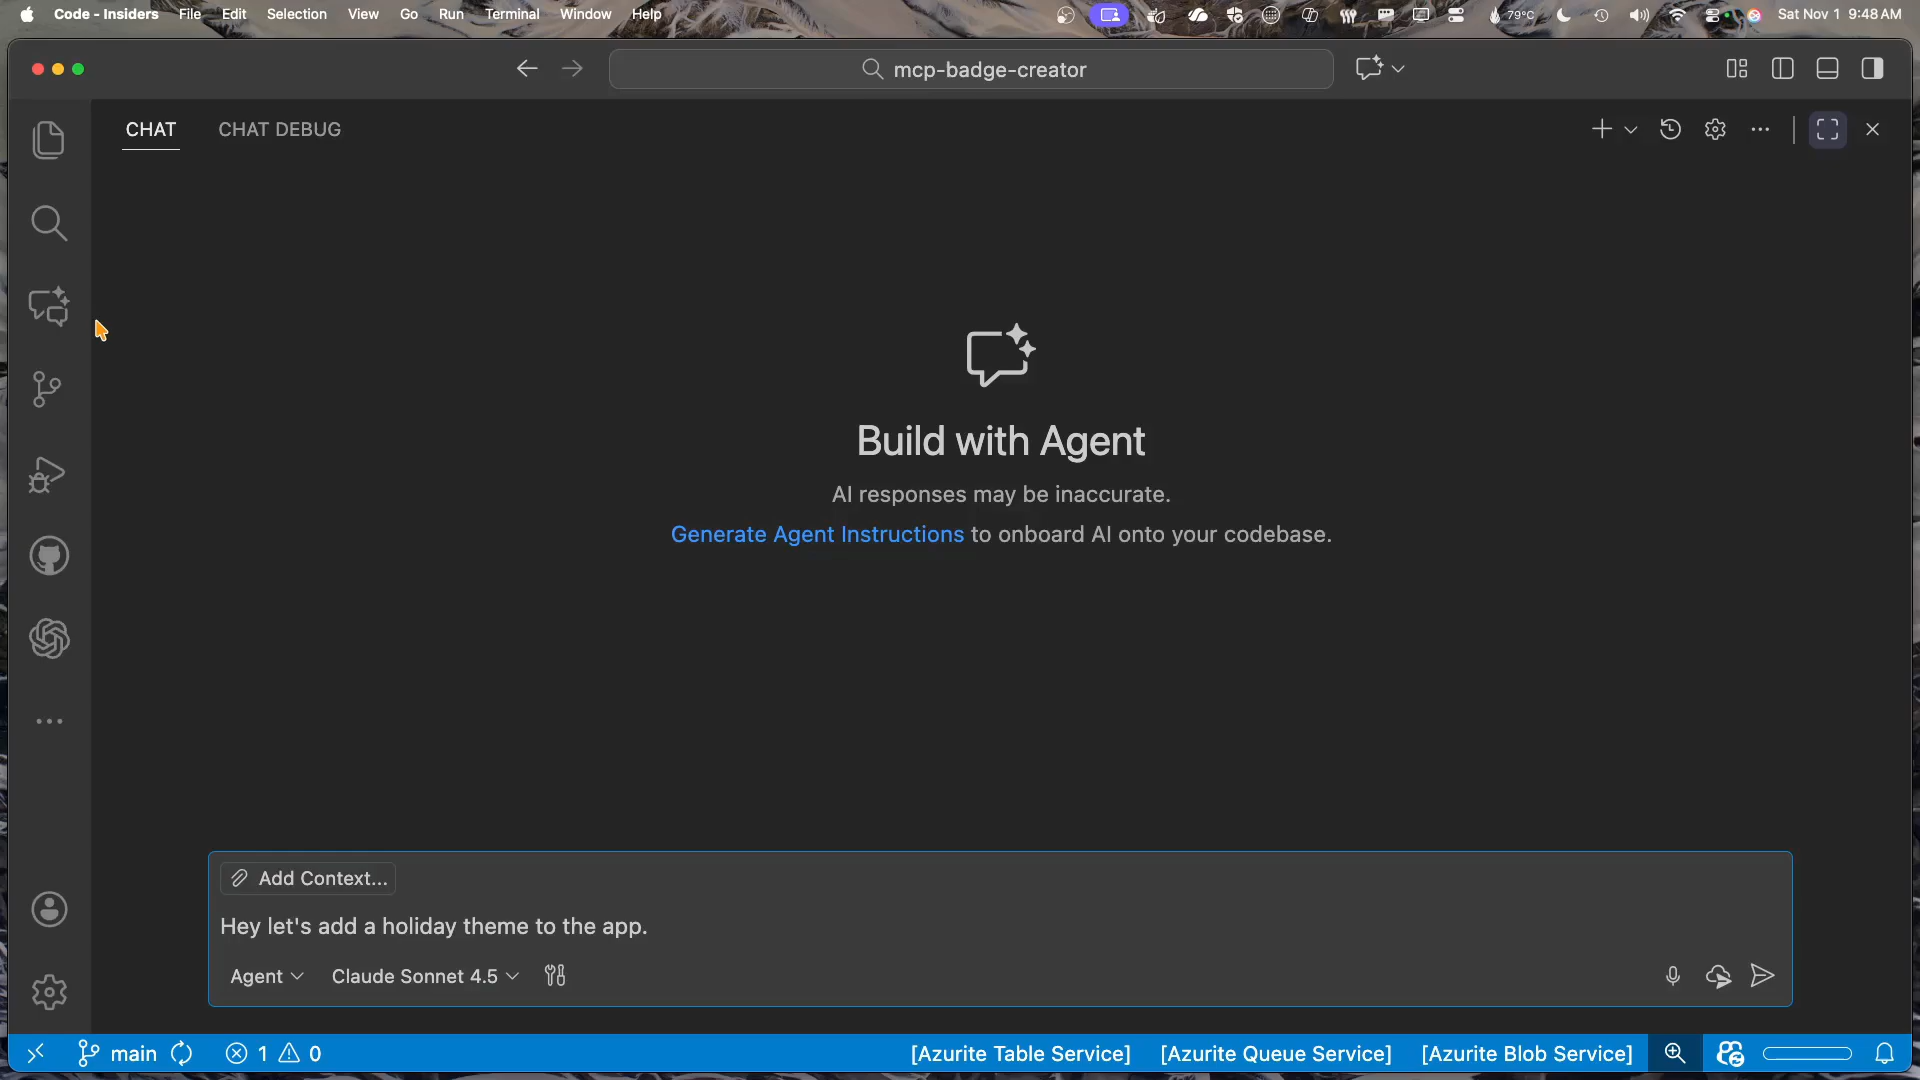 Code - Insiders File Edit Selection View Go Run Terminal Window Help 79°C Sat Nov 1 9:48 AM
mcp-badge-creator
CHAT CHAT DEBUG
Build with Agent
AI responses may be inaccurate.
Generate Agent Instructions to onboard AI onto your codebase.
Add Context...
Hey let's add a holiday theme to the app.
Agent Claude Sonnet 4.5
main 1 0 [Azurite Table Service] [Azurite Queue Service] [Azurite Blob Service]